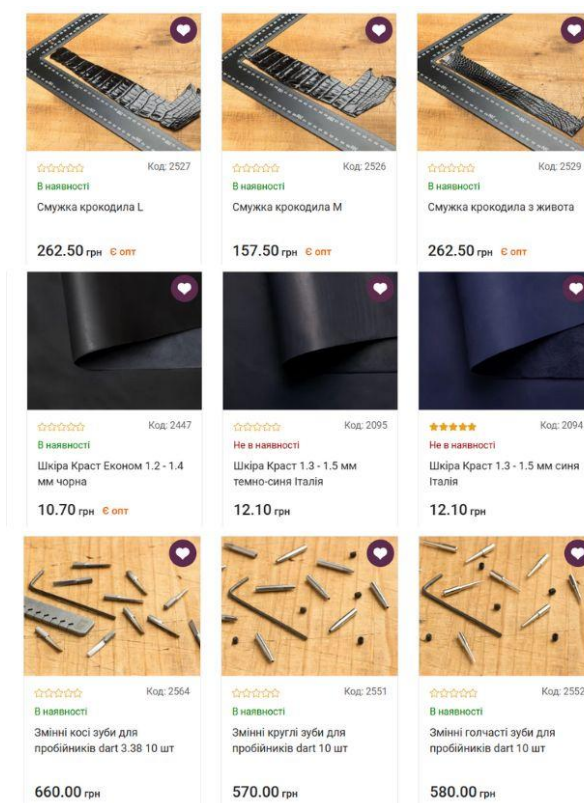 Код: 2527
В наявності
Смужка крокодила L
262.50 грн Є опт
Код: 2526
В наявності
Смужка крокодила M
157.50 грн Є опт
Код: 2529
В наявності
Смужка крокодила з живота
262.50 грн Є опт
Код: 2447
В наявності
Шкіра Краст Економ 1.2 - 1.4
мм чорна
10.70 грн Є опт
Код: 2095
Не в наявності
Шкіра Краст 1.3 - 1.5 мм
темно-синя Італія
12.10 грн
Код: 2094
Не в наявності
Шкіра Краст 1.3 - 1.5 мм синя
Італія
12.10 грн
Код: 2564
В наявності
Змінні косі зуби для
пробійників dart 3.38 10 шт
660.00 грн
Код: 2551
В наявності
Змінні круглі зуби для
пробійників dart 10 шт
570.00 грн
Код: 2552
В наявності
Змінні голчасті зуби для
пробійників dart 10 шт
580.00 грн